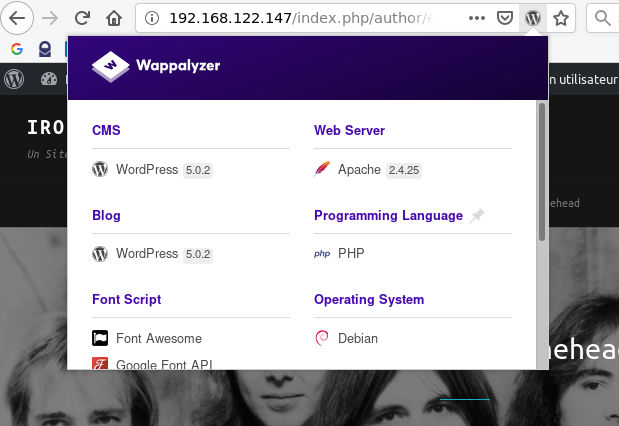 192.168.122.147/index.php/author/
Wappalyzer
n utilisateur
IRO
Un Site
CMS
WordPress 5.0.2
Web Server
Apache 2.4.25
Blog
WordPress 5.0.2
Programming Language
php PHP
ehead
Font Script
Font Awesome
Google Font API
Operating System
Debian
ehead